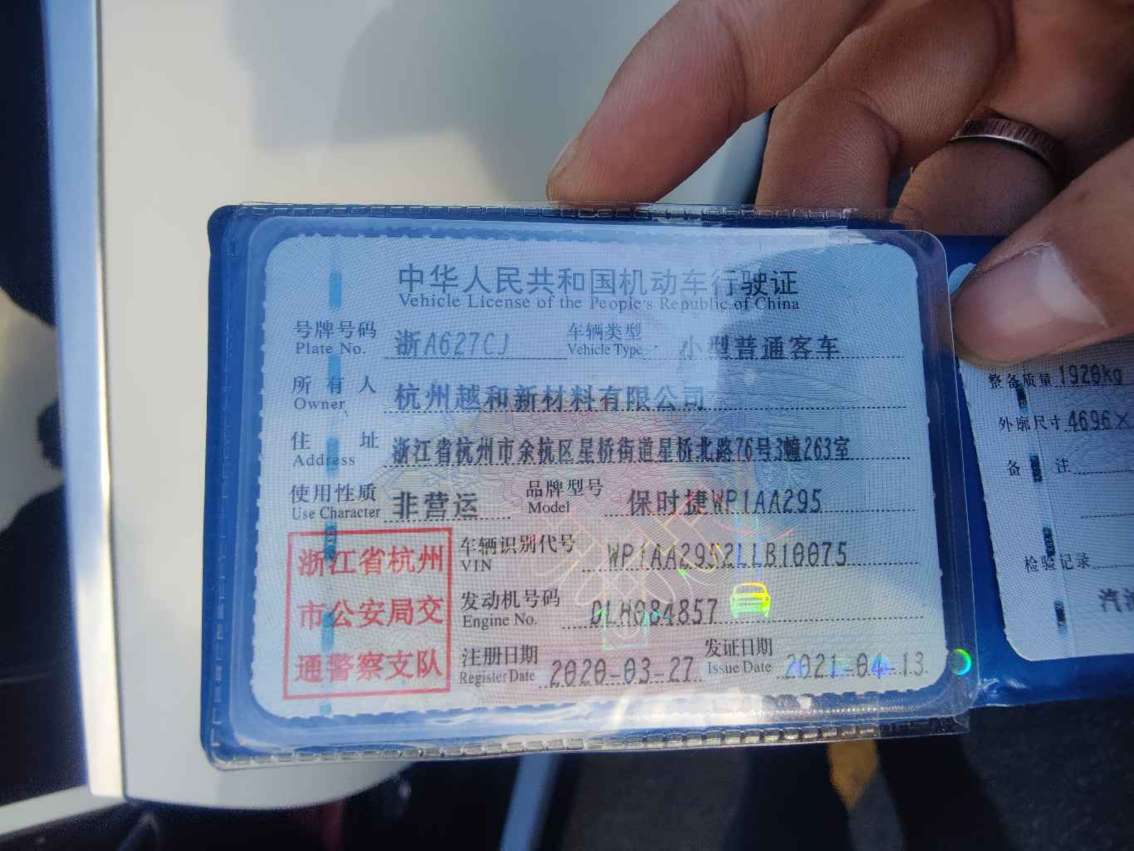 中华人民共和国机动车行驶证
Vehicle License of the People's Republic of China
号牌号码 浙A627CJ 车辆类型 小型普通客车
Plate No. Vehicle Type
所有人 杭州越和新材料有限公司
Owner
住址 浙江省杭州市余杭区星桥街道星桥北路76号3幢263室
Address
使用性质 非营运 品牌型号 保时捷WP1AA295
Use Character Model
浙江省杭州
市公安局交
通警察支队
车辆识别代号 WP1AA2952LLB10075
VIN
发动机号码 DLH084857
Engine No.
注册日期 2020-03-27 发证日期 2021-04-13
Register Date Issue Date
整备质量 1920kg
外廓尺寸 4696×
备注
检验记录
汽油